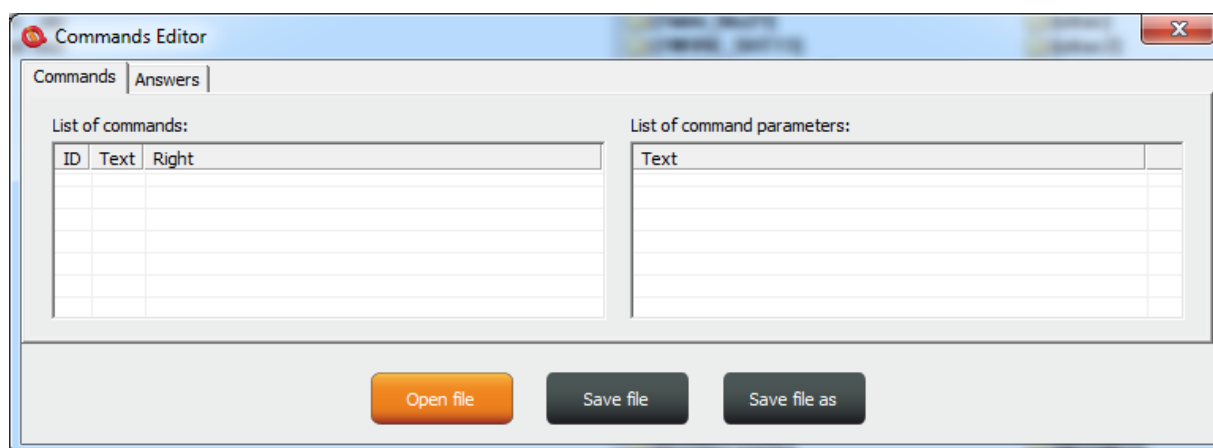 Commands Editor
Commands Answers
List of commands: List of command parameters:
ID Text Right Text
Open file Save file Save file as